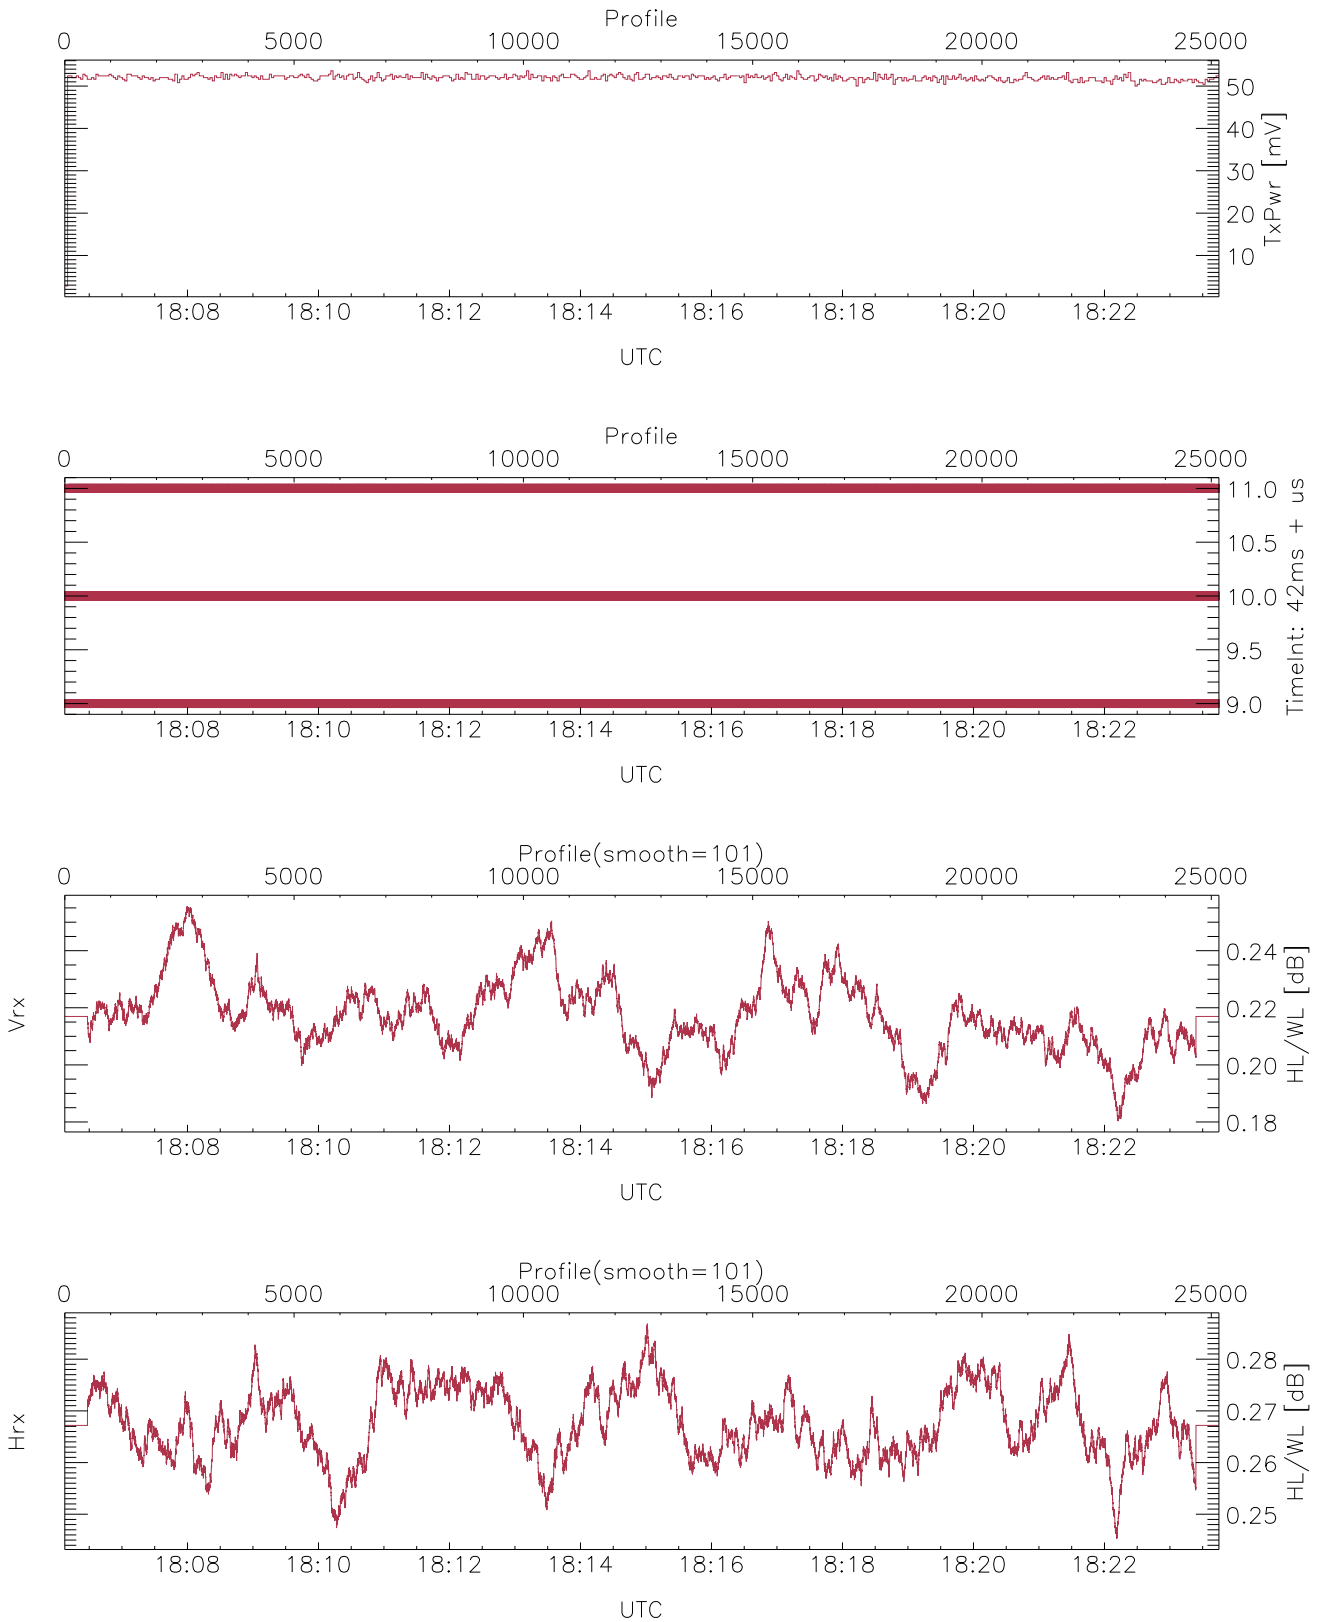 Profile
0 5000 10000 15000 20000 25000
50
40
30
20
10
TxPwr [mV]
18:08 18:10 18:12 18:14 18:16 18:18 18:20 18:22
UTC
Profile
0 5000 10000 15000 20000 25000
11.0
10.5
10.0
9.5
9.0
TimeInt: 42ms + us
18:08 18:10 18:12 18:14 18:16 18:18 18:20 18:22
UTC
Profile(smooth=101)
0 5000 10000 15000 20000 25000
Vrx
0.24
0.22
0.20
0.18
HL/WL [dB]
18:08 18:10 18:12 18:14 18:16 18:18 18:20 18:22
UTC
Profile(smooth=101)
0 5000 10000 15000 20000 25000
Hrx
0.28
0.27
0.26
0.25
HL/WL [dB]
18:08 18:10 18:12 18:14 18:16 18:18 18:20 18:22
UTC